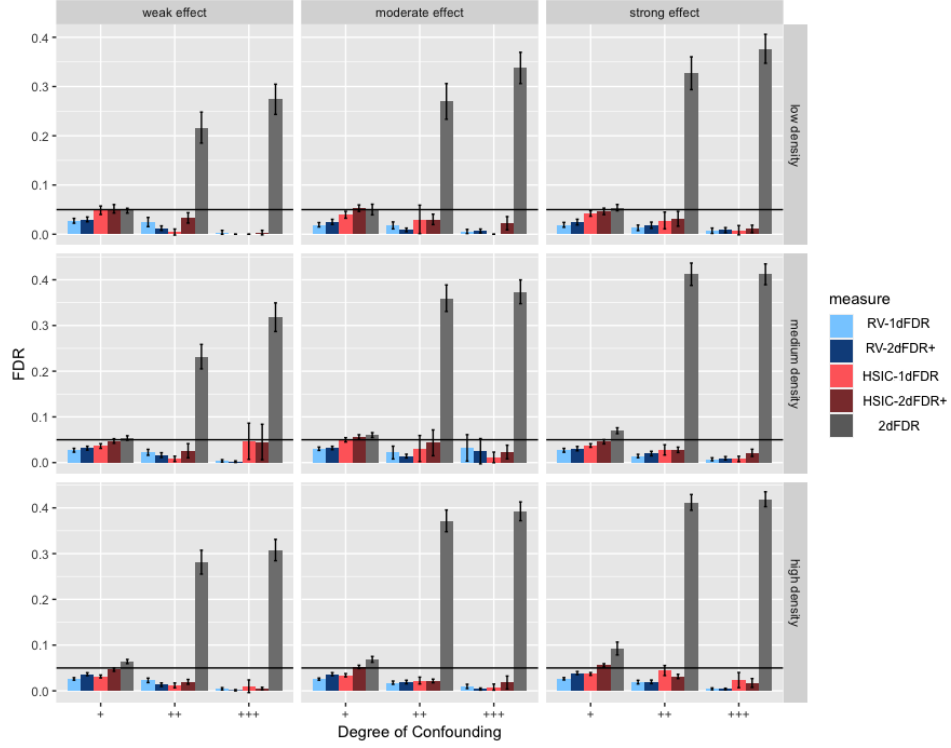 weak effect
moderate effect
strong effect
0.4
0.3
0.2
0.1
0.0
low density
0.4
0.3
0.2
0.1
0.0
medium density
0.4
0.3
0.2
0.1
0.0
high density
FDR
+ ++ +++
+ ++ +++
+ ++ +++
Degree of Confounding
measure
RV-1dFDR
RV-2dFDR+
HSIC-1dFDR
HSIC-2dFDR+
2dFDR